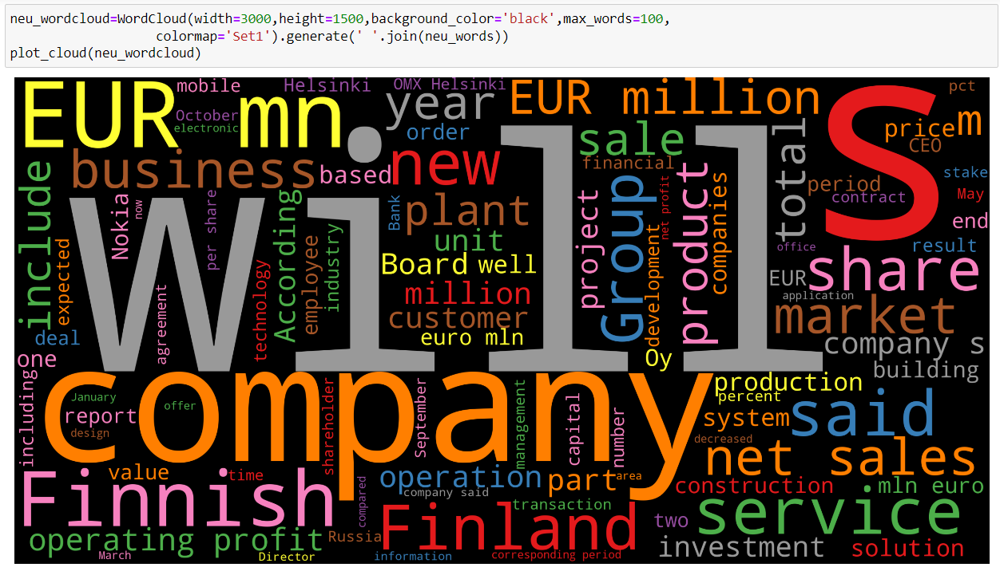 neu_wordcloud=WordCloud(width=3000,height=1500,background_color='black',max_words=100,
colormap='Set1').generate(' '.join(neu_words))
plot_cloud(neu_wordcloud)
EUR mn
mobile
Helsinki
OMX Helsinki
year
EUR million
S
pct
October
electronic
order
sale
total
price
m
CEO
business
based
new
financial
Group
product
companies
period
stake
contract
May
include
Nokia
now
per share
According
employee
industry
Bank
plant
unit
project
development
net profit
end
office
result
expected
will
Board
well
EUR
share
application
technology
agreement
million
customer
market
deal
euro mln
Oy
company s
one
building
company
production
percent
including
January
report
design
offer
shareholder
September
management
capital
number
system
said
decreased
net sales
value
time
Finnish
compared
operation
company said
part
area
construction
mln euro
Finland
transaction
two
service
operating profit
Russia
investment
solution
March
Director
information
corresponding period